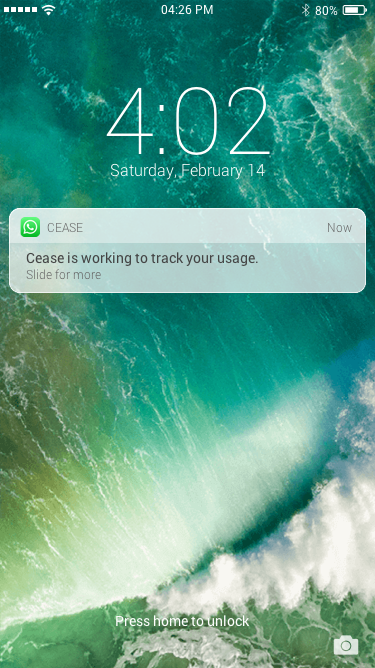 04:26 PM
80%
4:02
Saturday, February 14
CEASE
Now
Cease is working to track your usage.
Slide for more
Press home to unlock